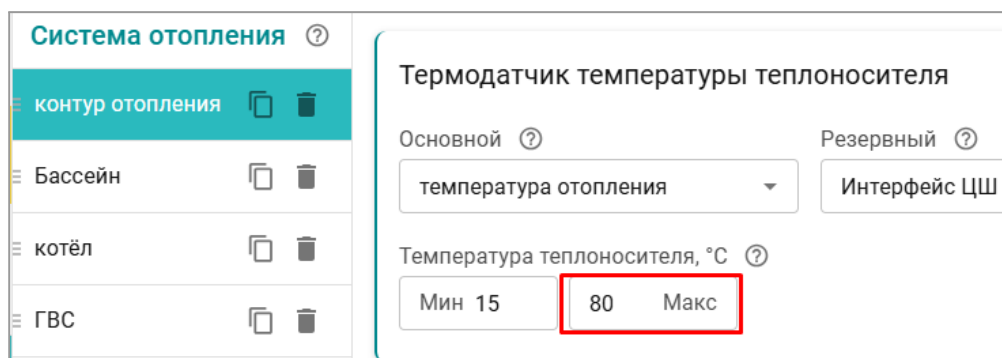 Система отопления
контур отопления
Бассейн
котёл
ГВС
Термодатчик температуры теплоносителя
Основной
Резервный
температура отопления
Интерфейс ЦШ
Температура теплоносителя, °C
Мин 15
80 Макс